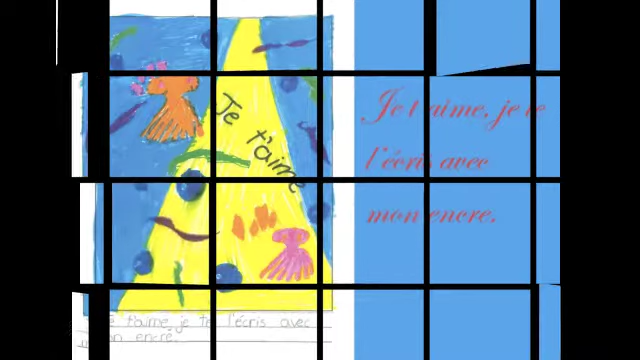 Je t'aime
Je t'aime, je te
l'écris avec
mon encre.
t'aime je te l'écris avec
encre.